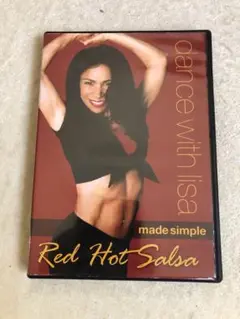 dance with lisa
made simple
Red Hot Salsa